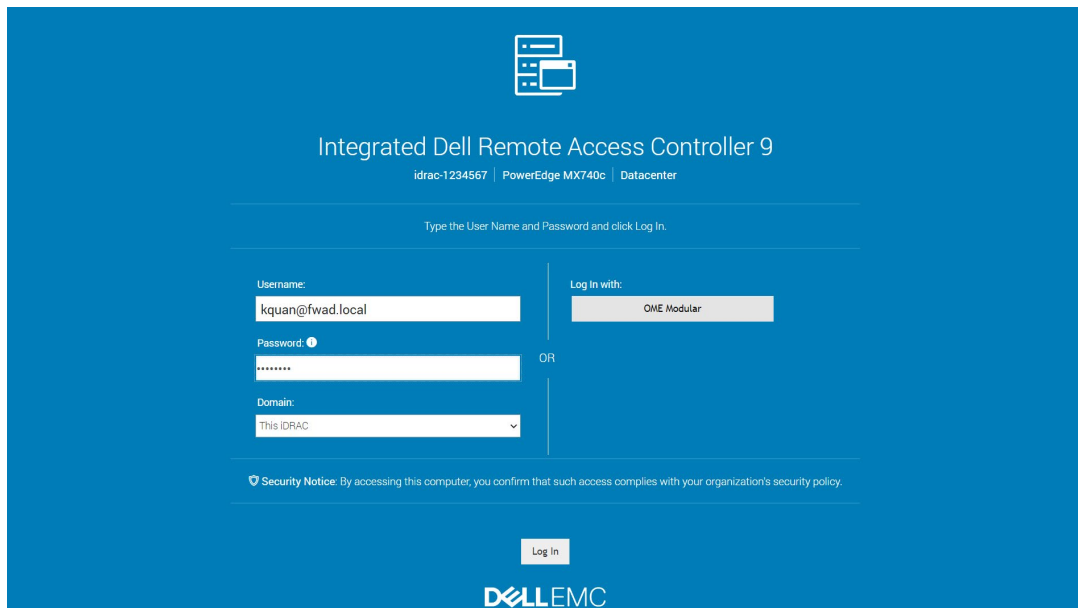 Integrated Dell Remote Access Controller 9
idrac-1234567 | PowerEdge MX740c | Datacenter
Type the User Name and Password and click Log In.
Username:
kquan@fwad.local
Password:
••••••••
Domain:
This iDRAC
OR
Log In with:
OME Modular
Security Notice: By accessing this computer, you confirm that such access complies with your organization's security policy.
Log In
DELLEMC